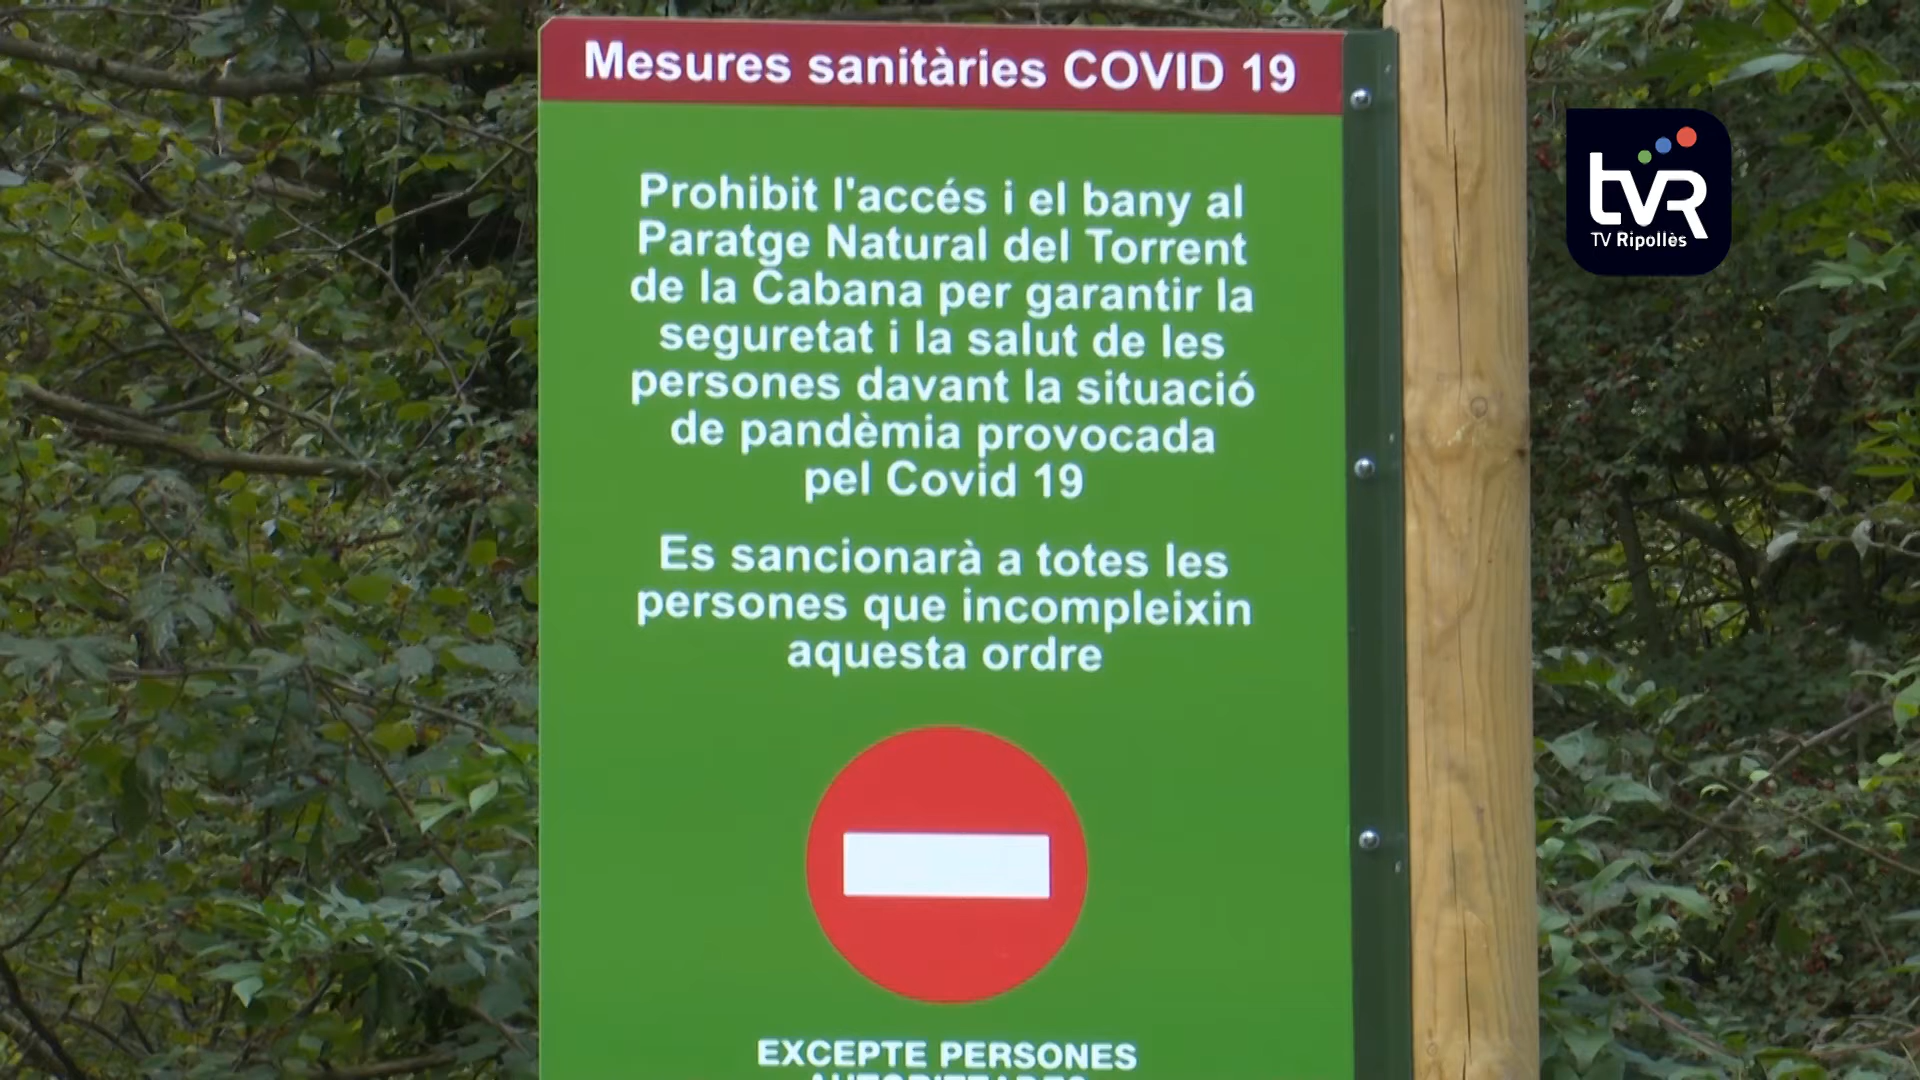 Mesures sanitàries COVID 19
Prohibit l'accés i el bany al
Paratge Natural del Torrent
de la Cabana per garantir la
seguretat i la salut de les
persones davant la situació
de pandèmia provocada
pel Covid 19
Es sancionarà a totes les
persones que incompleixin
aquesta ordre
EXCEPTE PERSONES
tvR
TV Ripollès